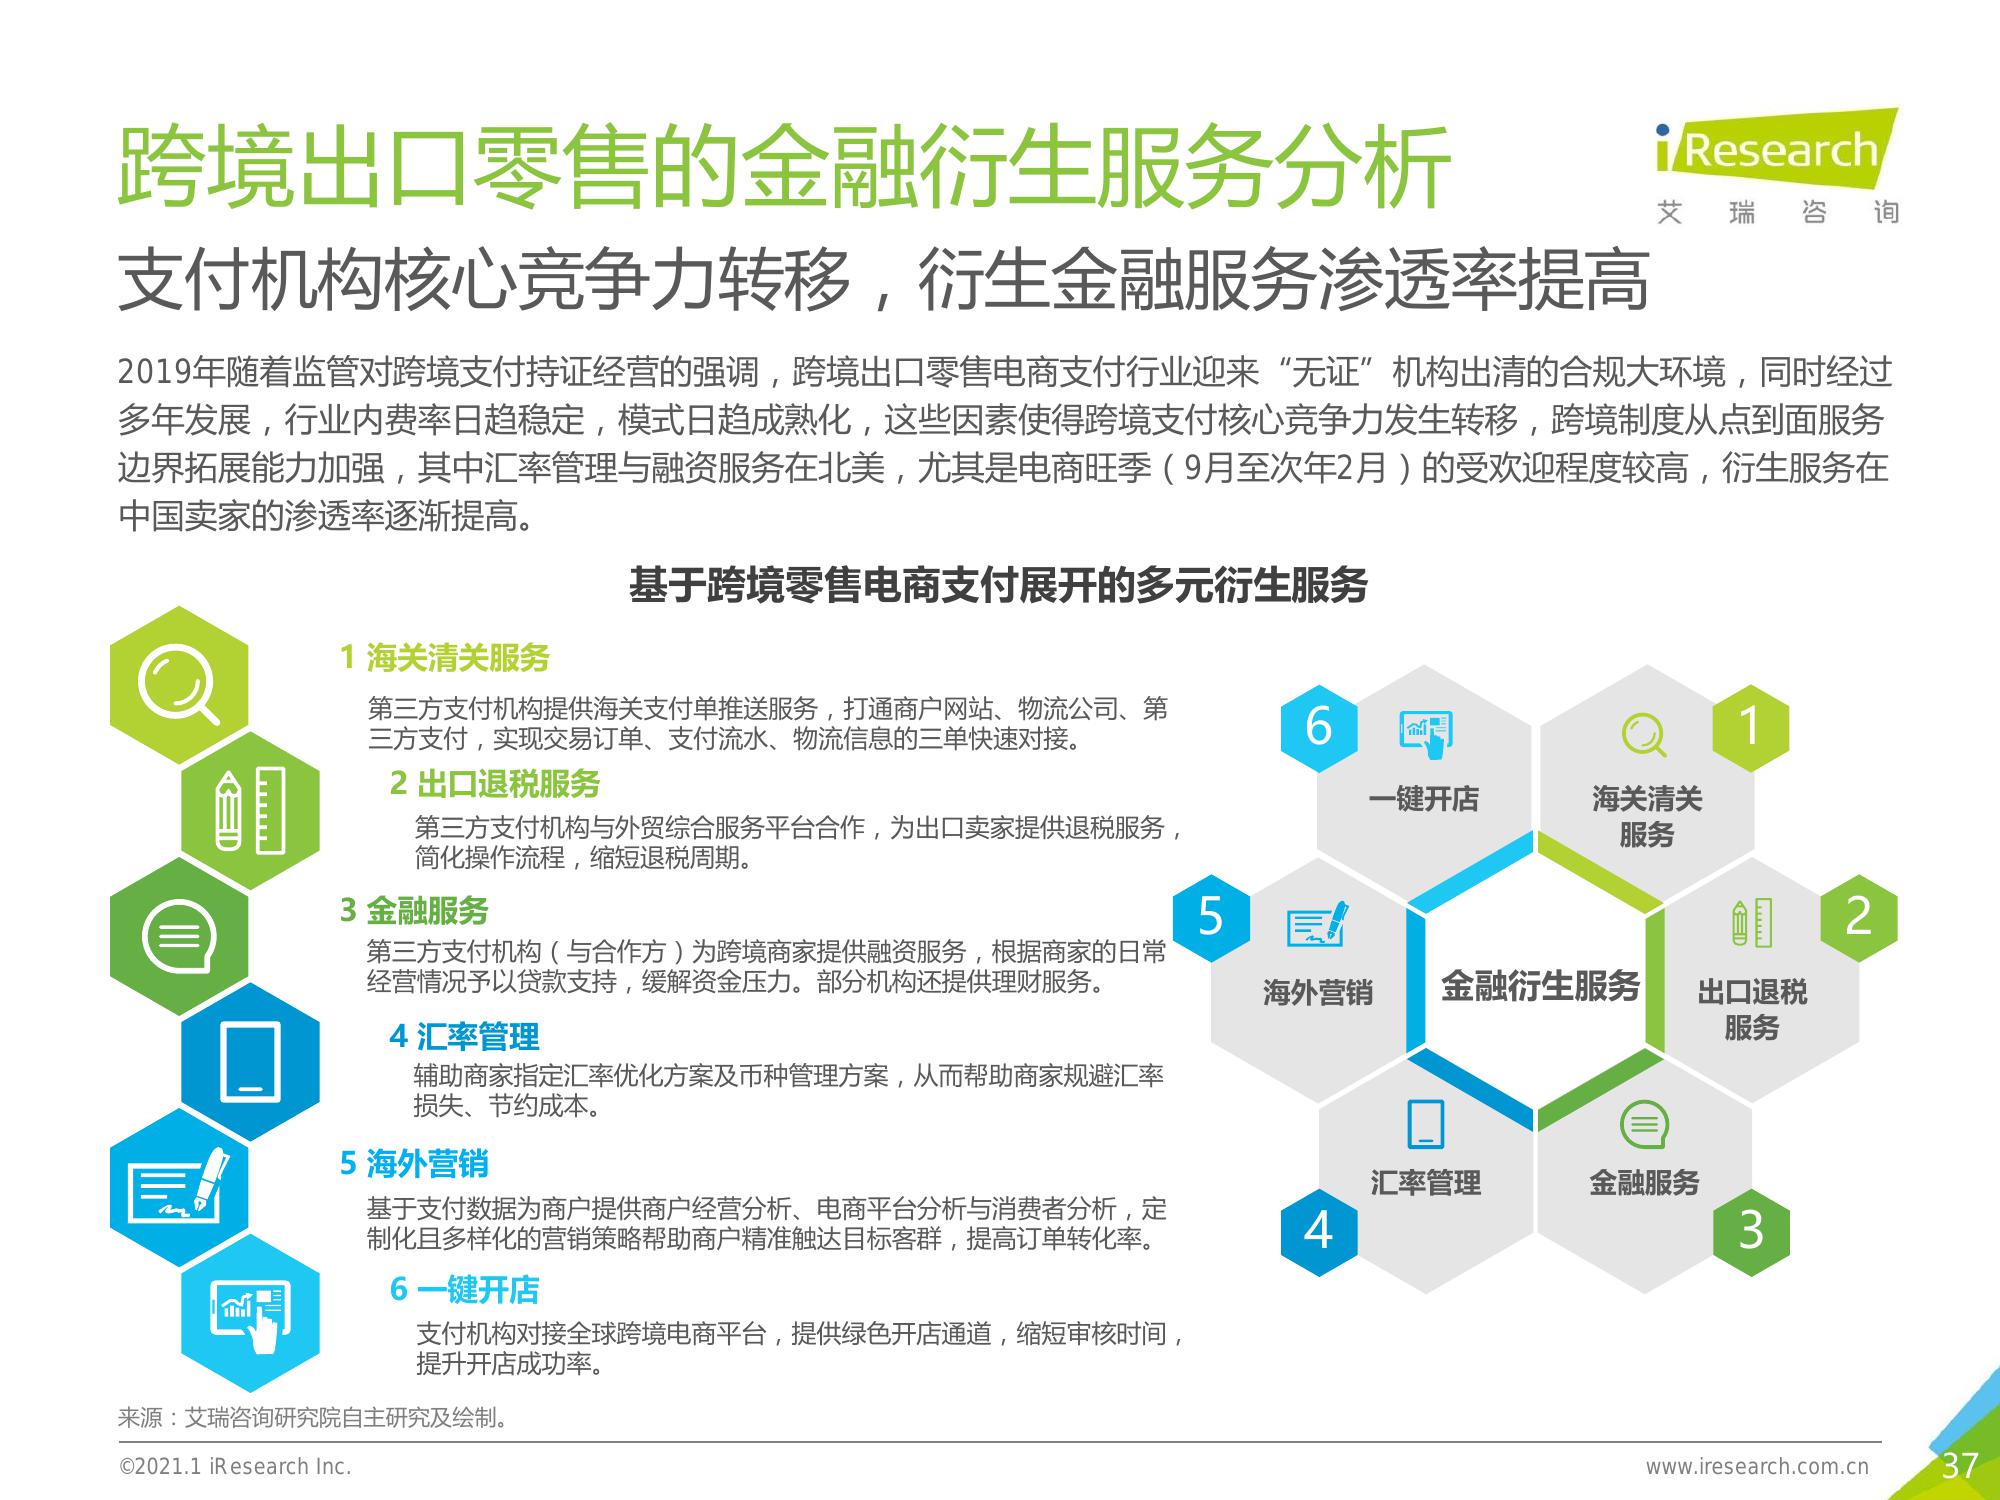 跨境出口零售的金融衍生服务分析
iResearch
艾瑞咨询
支付机构核心竞争力转移，衍生金融服务渗透率提高
2019年随着监管对跨境支付持证经营的强调，跨境出口零售电商支付行业迎来“无证”机构出清的合规大环境，同时经过
多年发展，行业内费率日趋稳定，模式日趋成熟化，这些因素使得跨境支付核心竞争力发生转移，跨境制度从点到面服务
边界拓展能力加强，其中汇率管理与融资服务在北美，尤其是电商旺季（9月至次年2月）的受欢迎程度较高，衍生服务在
中国卖家的渗透率逐渐提高。
基于跨境零售电商支付展开的多元衍生服务
1 海关清关服务
第三方支付机构提供海关支付单推送服务，打通商户网站、物流公司、第
三方支付，实现交易订单、支付流水、物流信息的三单快速对接。
2 出口退税服务
第三方支付机构与外贸综合服务平台合作，为出口卖家提供退税服务，
简化操作流程，缩短退税周期。
3 金融服务
第三方支付机构（与合作方）为跨境商家提供融资服务，根据商家的日常
经营情况予以贷款支持，缓解资金压力。部分机构还提供理财服务。
4 汇率管理
辅助商家指定汇率优化方案及币种管理方案，从而帮助商家规避汇率
损失、节约成本。
5 海外营销
基于支付数据为商户提供商户经营分析、电商平台分析与消费者分析，定
制化且多样化的营销策略帮助商户精准触达目标客群，提高订单转化率。
6 一键开店
支付机构对接全球跨境电商平台，提供绿色开店通道，缩短审核时间，
提升开店成功率。
6
一键开店
1
海关清关
服务
5
海外营销
金融衍生服务
2
出口退税
服务
4
汇率管理
3
金融服务
来源：艾瑞咨询研究院自主研究及绘制。
©2021.1 iResearch Inc.
www.iresearch.com.cn
37